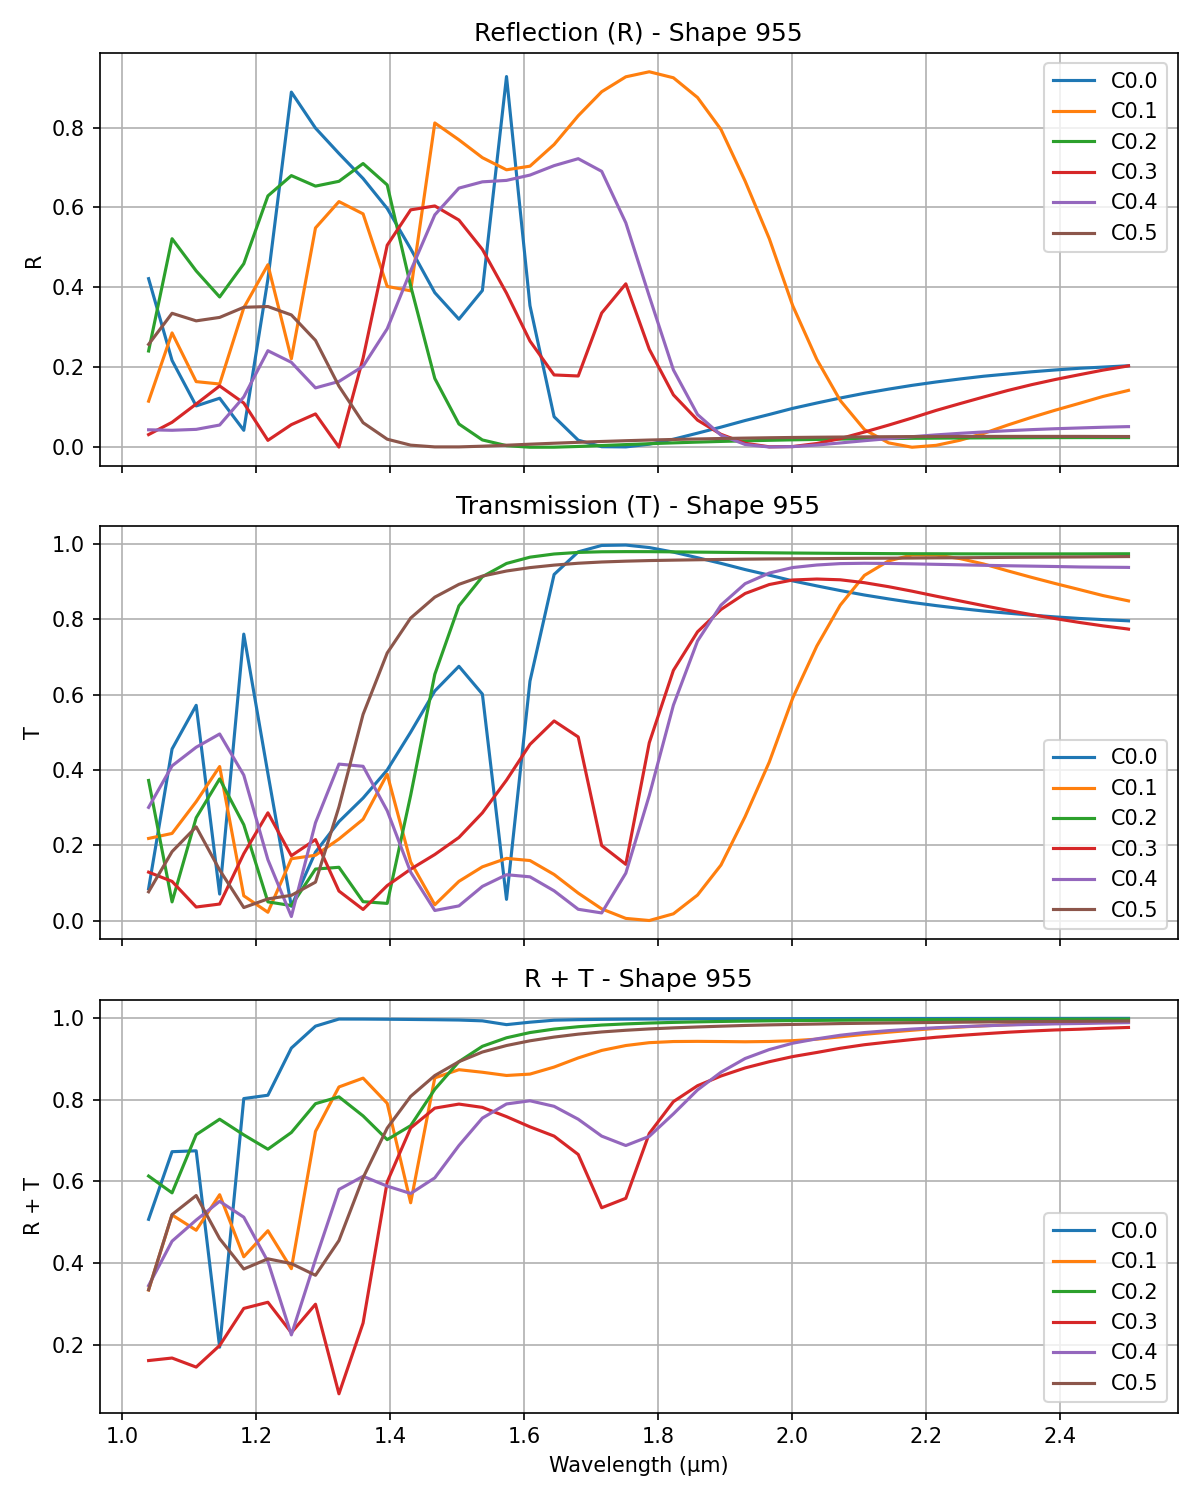 Reflection (R) - Shape 955
0.8
0.6
0.4
0.2
0.0
R
C0.0
C0.1
C0.2
C0.3
C0.4
C0.5
Transmission (T) - Shape 955
1.0
0.8
0.6
0.4
0.2
0.0
T
C0.0
C0.1
C0.2
C0.3
C0.4
C0.5
R + T - Shape 955
1.0
0.8
0.6
0.4
0.2
R + T
C0.0
C0.1
C0.2
C0.3
C0.4
C0.5
1.0 1.2 1.4 1.6 1.8 2.0 2.2 2.4
Wavelength (μm)